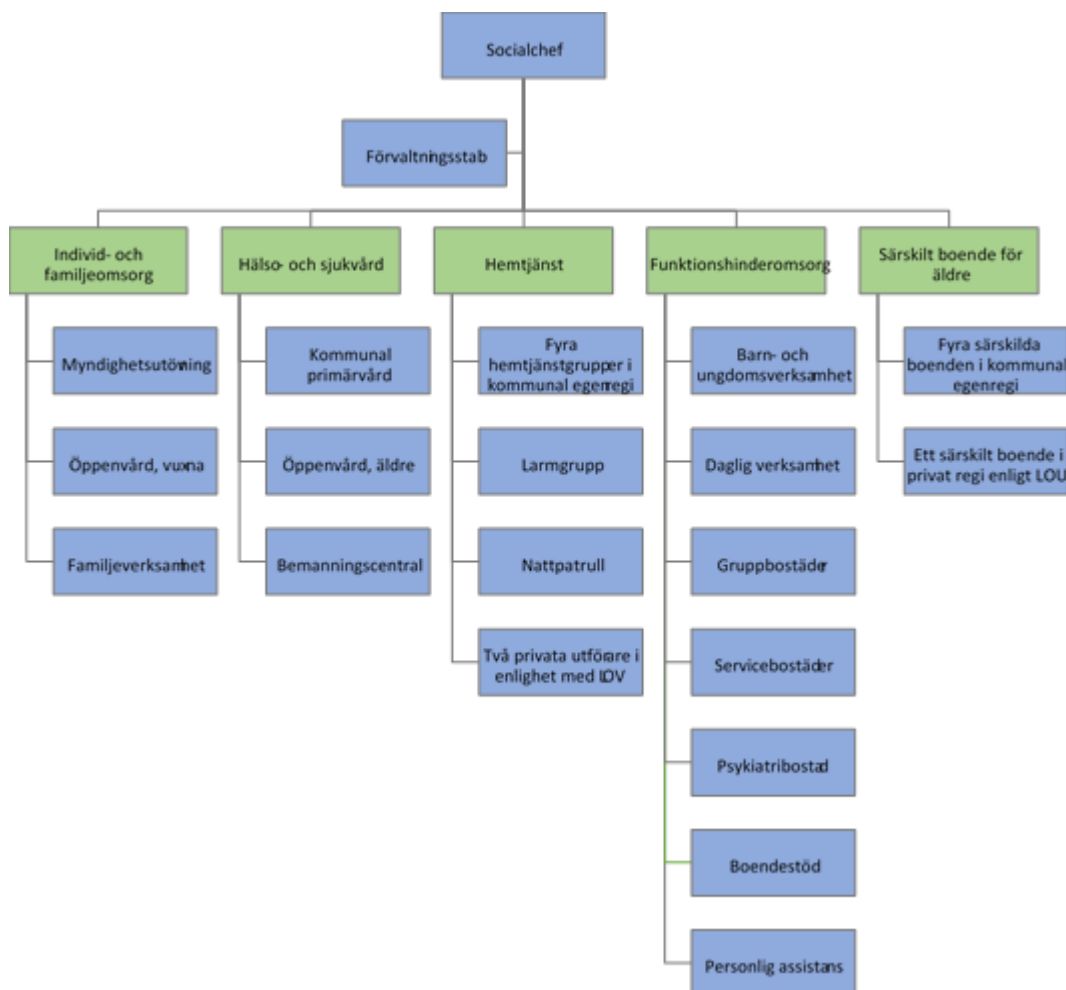 Socialchef
Förvaltningsstab
Individ- och
familjeomsorg
Myndighetsutövning
Öppenvård, vuxna
Familjeverksamhet
Hälso- och sjukvård
Kommunal
primärvård
Öppenvård, äldre
Bemanningscentral
Hemtjänst
Fyra
hemtjänstgrupper i
kommunal egenregi
Larmgrupp
Nattpatrull
Två privata utförare i
enlighet med LOV
Funktionshinderomsorg
Barn- och
ungdomsverksamhet
Daglig verksamhet
Gruppbostäder
Servicebostäder
Psykiatribostad
Boendestöd
Personlig assistans
Särskilt boende för
äldre
Fyra särskilda
boenden i kommunal
egenregi
Ett särskilt boende i
privat regi enligt LOU